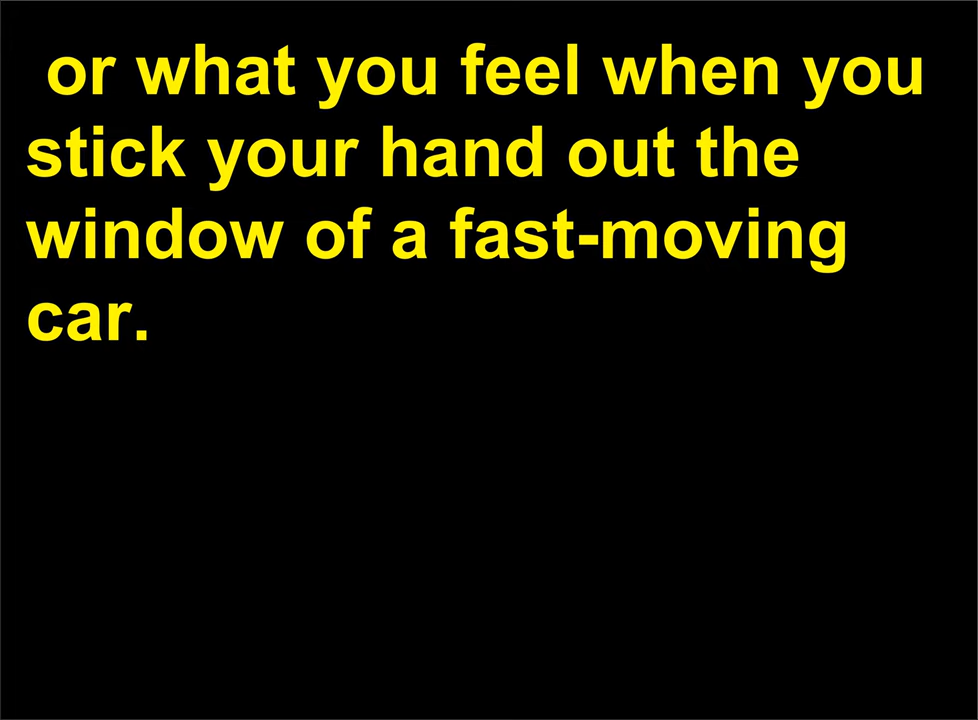 or what you feel when you
stick your hand out the
window of a fast-moving
car.